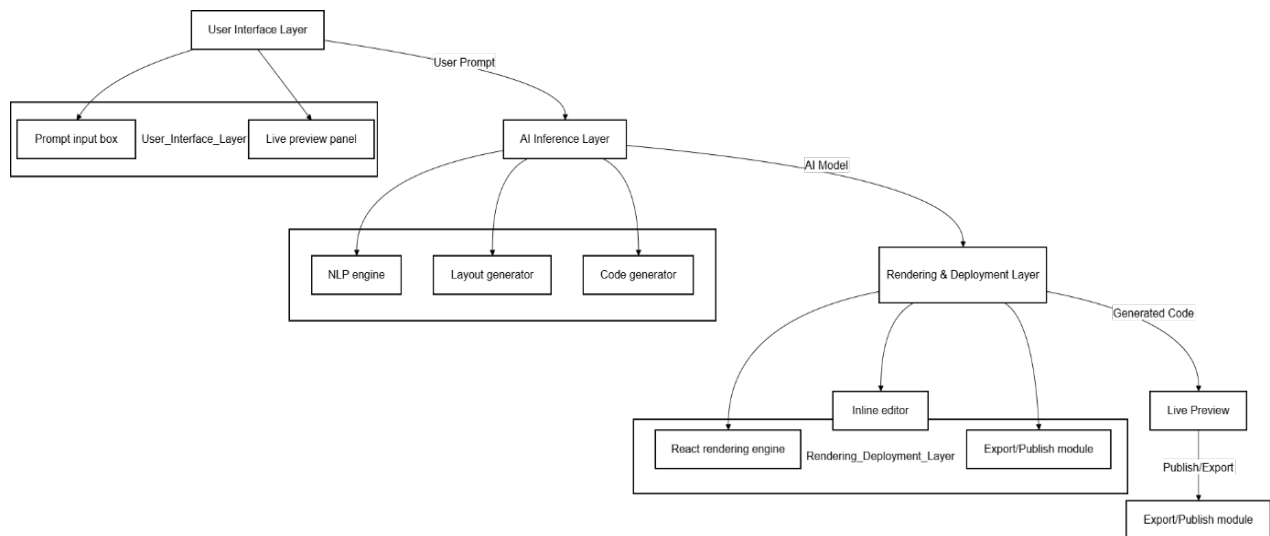 User Interface Layer
User Prompt
Prompt input box
User_Interface_Layer
Live preview panel
AI Inference Layer
AI Model
NLP engine
Layout generator
Code generator
Rendering & Deployment Layer
Generated Code
Inline editor
Live Preview
React rendering engine
Rendering_Deployment_Layer
Export/Publish module
Publish/Export
Export/Publish module